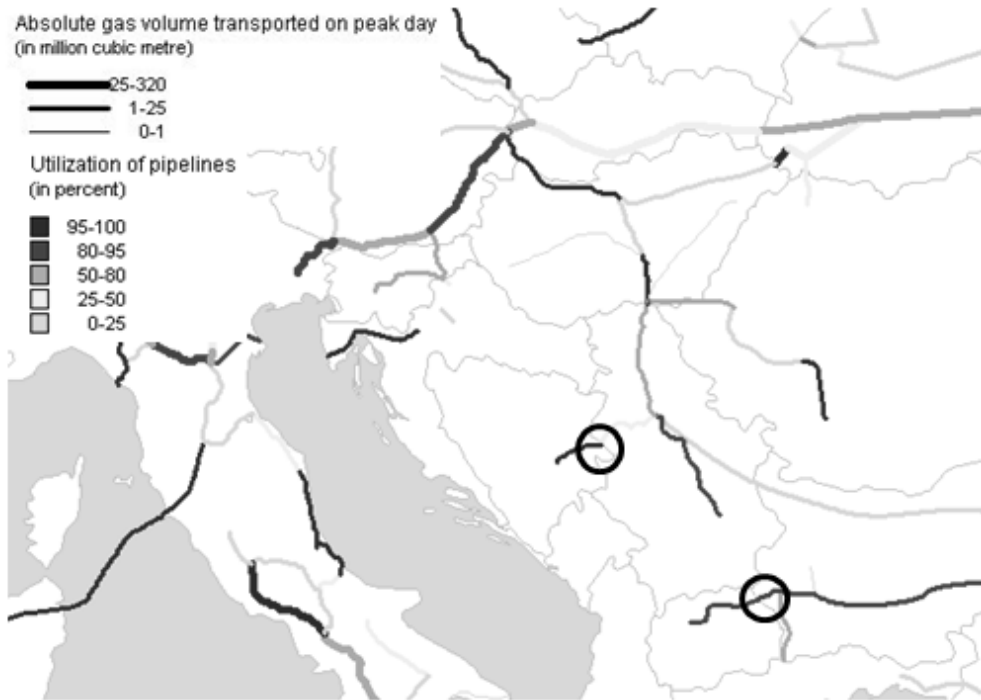 Absolute gas volume transported on peak day
(in million cubic metre)
25-320
1-25
0-1
Utilization of pipelines
(in percent)
95-100
80-95
50-80
25-50
0-25